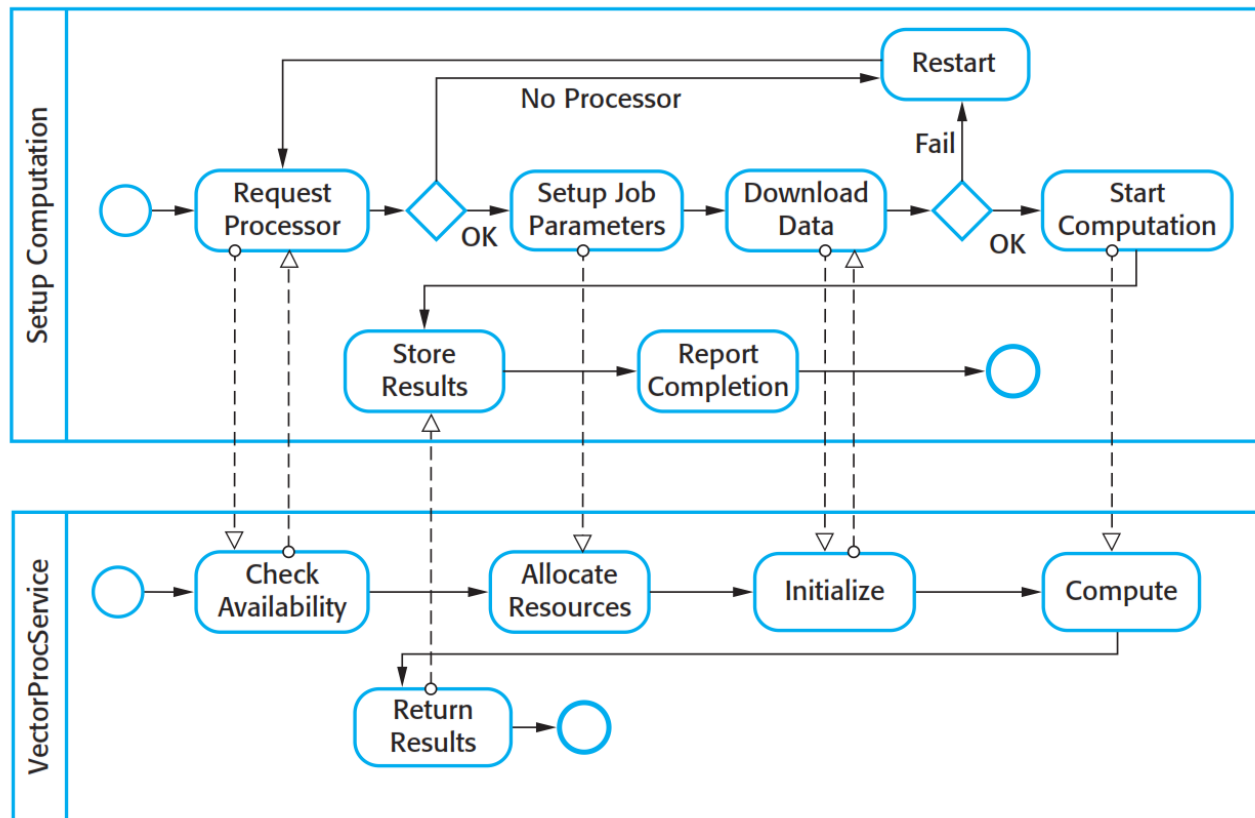 Setup Computation
Restart
No Processor
Fail
Request
Processor
OK
Setup Job
Parameters
Download
Data
OK
Start
Computation
Store
Results
Report
Completion
VectorProcService
Check
Availability
Allocate
Resources
Initialize
Compute
Return
Results